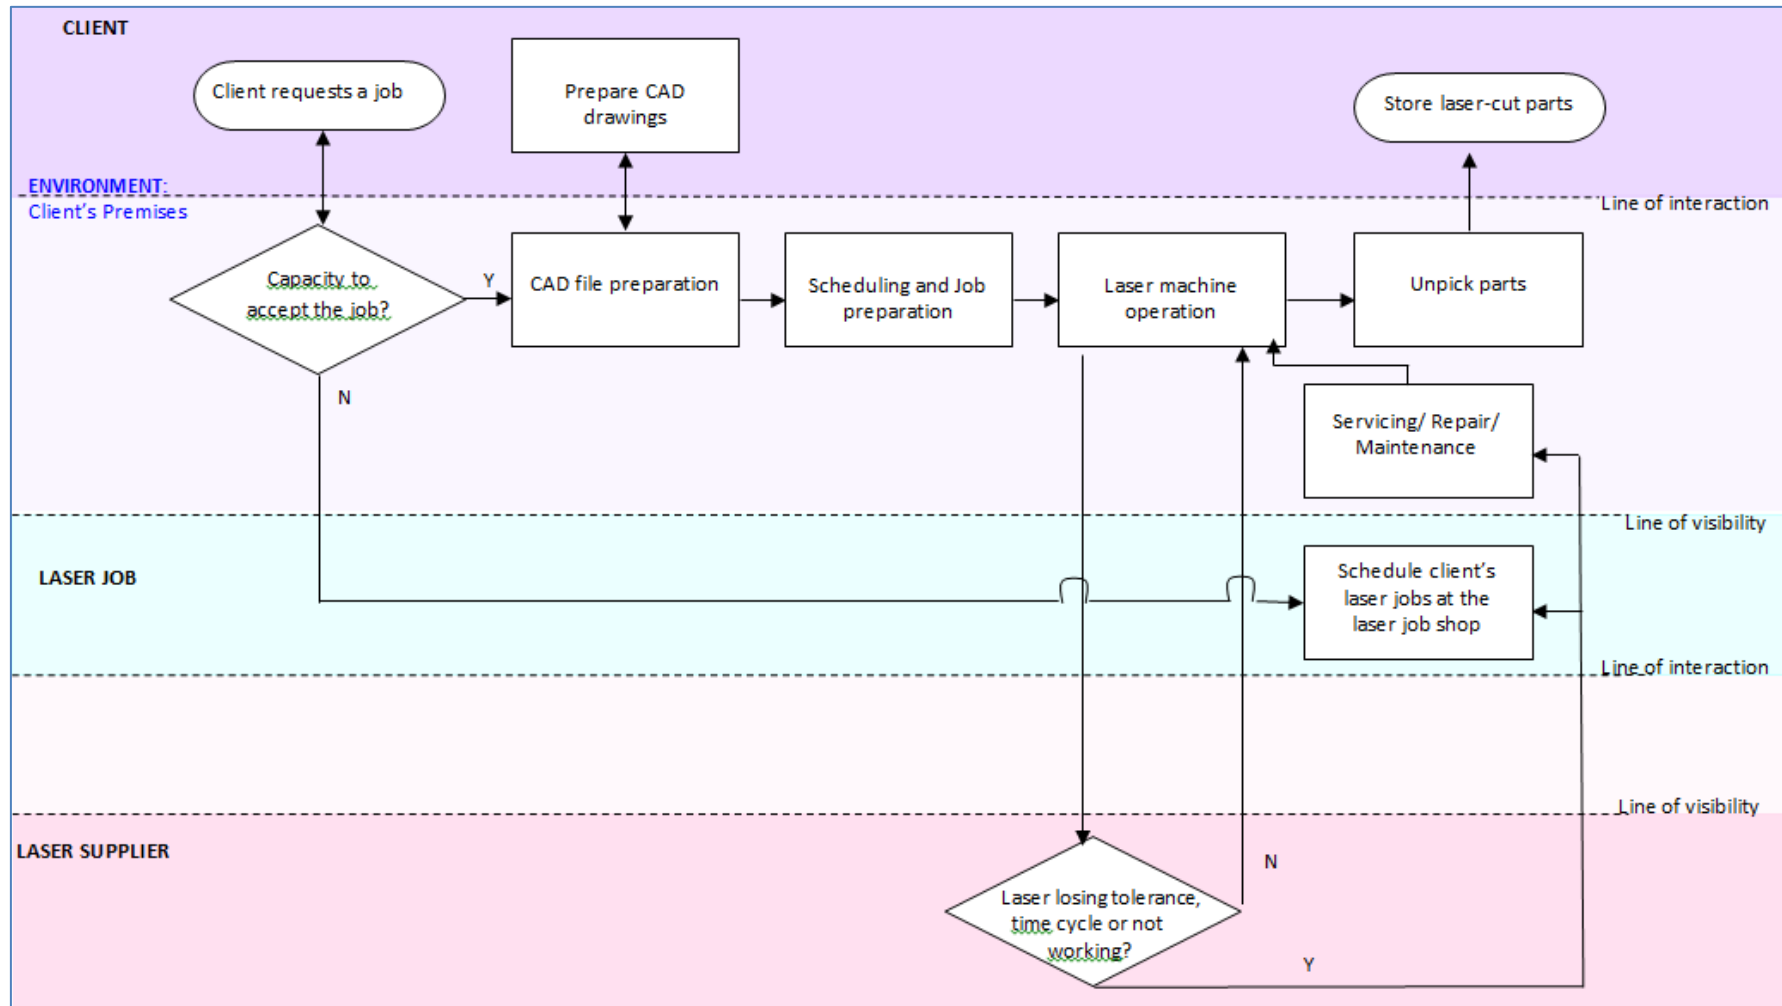 CLIENT
Client requests a job
Prepare CAD
drawings
Store laser-cut parts
ENVIRONMENT:
Client's Premises
Line of interaction
Capacity to
accept the job?
Y
CAD file preparation
Scheduling and Job
preparation
Laser machine
operation
Unpick parts
N
Servicing/ Repair/
Maintenance
Line of visibility
LASER JOB
Schedule client's
laser jobs at the
laser job shop
Line of interaction
Line of visibility
LASER SUPPLIER
N
Laser losing tolerance,
time cycle or not
working?
Y